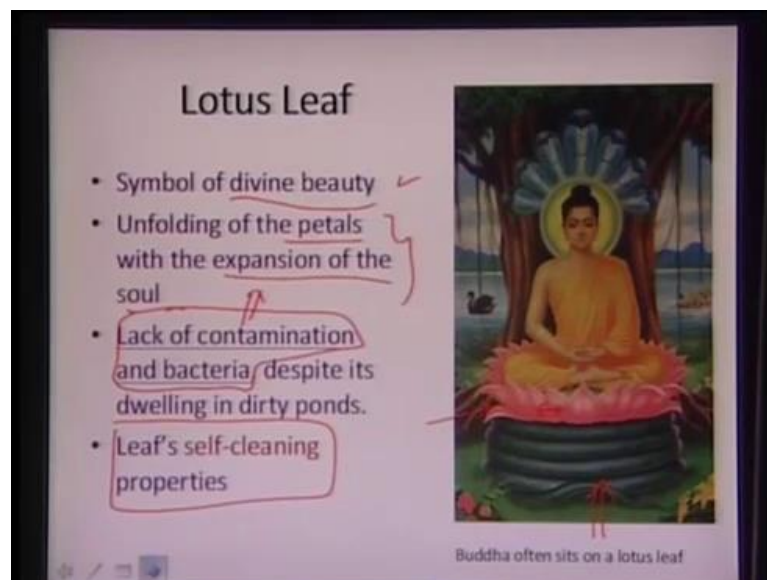 Lotus Leaf
• Symbol of divine beauty
• Unfolding of the petals
with the expansion of the
soul
• Lack of contamination
and bacteria, despite its
dwelling in dirty ponds.
• Leaf's self-cleaning
properties
Buddha often sits on a lotus leaf